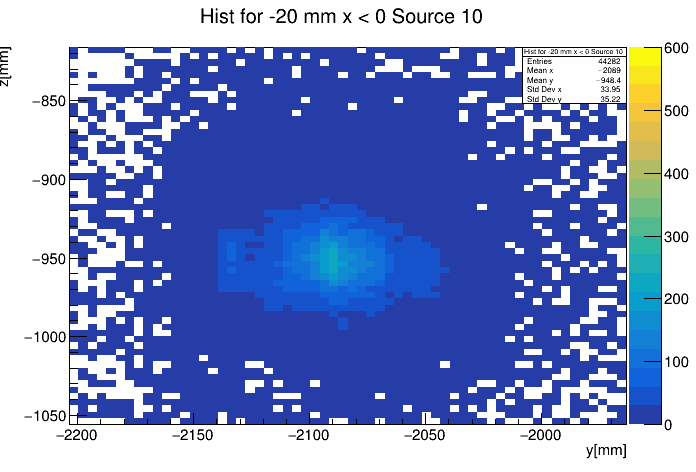 Hist for -20 mm x < 0 Source 10
z[mm]
Hist for -20 mm x < 0 Source 10
Entries 44282
Mean x −2089
Mean y −948.4
Std Dev x 33.95
Std Dev y 35.22
−850
−900
−950
−1000
−1050
−2200 −2150 −2100 −2050 −2000
y[mm]
600
500
400
300
200
100
0